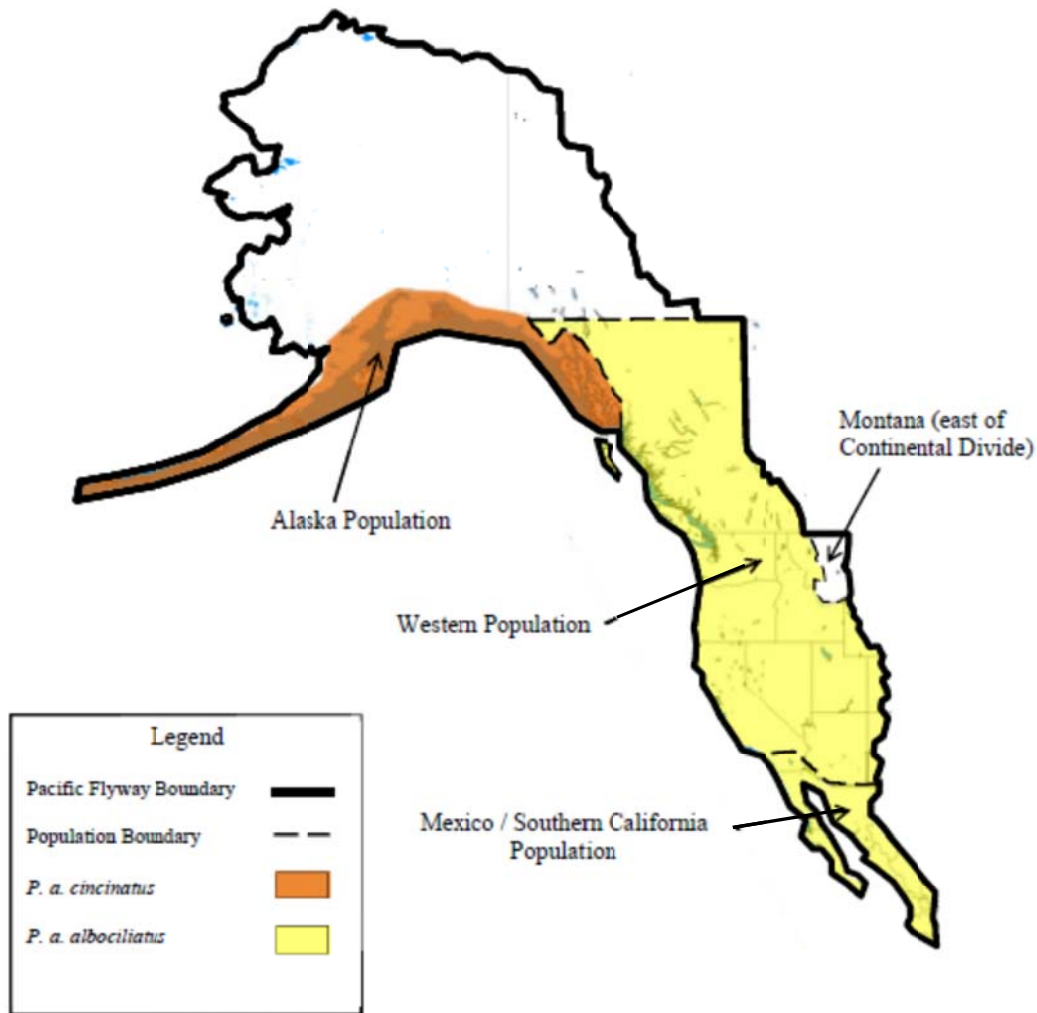 Montana (east of
Continental Divide)
Alaska Population
Western Population
Legend
Pacific Flyway Boundary
Population Boundary
P. a. cincinatus
P. a. albociliatus
Mexico / Southern California
Population